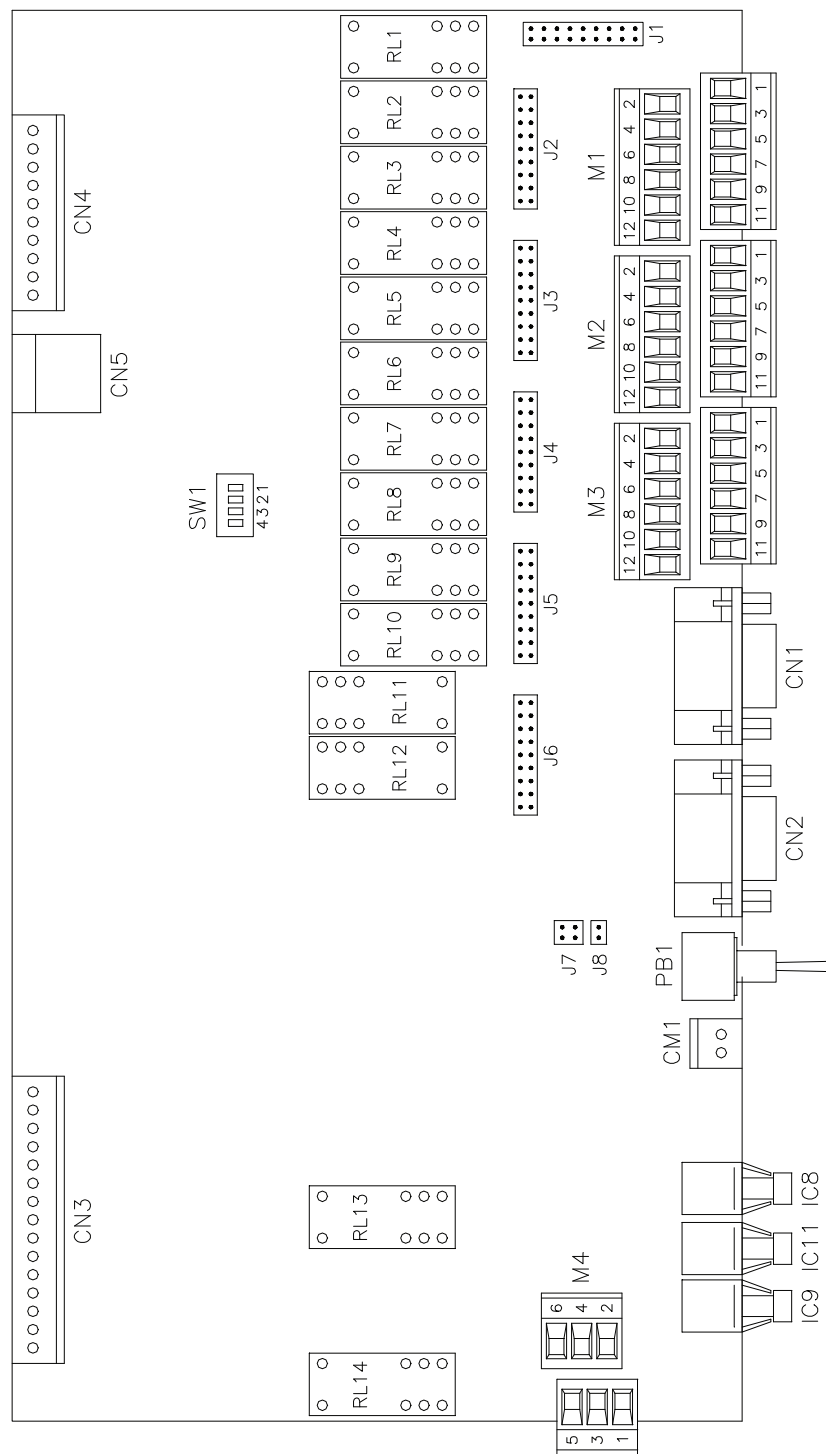 RL1
RL2
RL3
RL4
RL5
RL6
RL7
RL8
RL9
RL10
RL11
RL12
RL13
RL14
J1
J2
J3
J4
J5
J6
J7
J8
CN4
CN5
SW1
4321
CN3
M1
12 10 8 6 4 2
11 9 7 5 3 1
M2
12 10 8 6 4 2
11 9 7 5 3 1
M3
12 10 8 6 4 2
11 9 7 5 3 1
CN1
CN2
PB1
CM1
IC8
IC11
IC9
M4
6 4 2
5 3 1